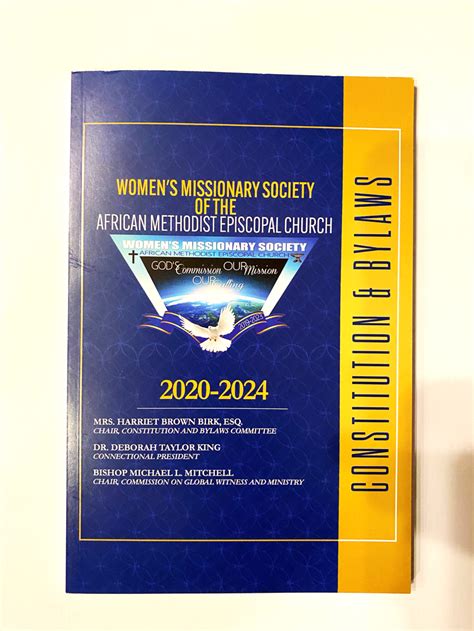 WOMEN'S MISSIONARY SOCIETY
OF THE
AFRICAN METHODIST EPISCOPAL CHURCH
WOMEN'S MISSIONARY SOCIETY
AFRICAN METHODIST EPISCOPAL CHURCH
GOD'S Commission OUR Mission
OUR
2020-2024
MRS. HARRIET BROWN BIRK, ESQ.
CHAIR, CONSTITUTION AND BYLAWS COMMITTEE
DR. DEBORAH TAYLOR KING
CONNECTIONAL PRESIDENT
BISHOP MICHAEL L. MITCHELL
CHAIR, COMMISSION ON GLOBAL WITNESS AND MINISTRY
CONSTITUTION & BYLAWS